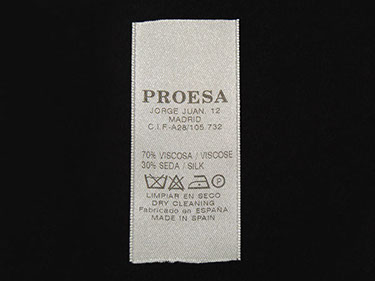 PROESA
JORGE JUAN, 12
MADRID
C.I.F-A28/105.732
70% VISCOSA / VISCOSE
30% SEDA / SILK
P
LIMPIAR EN SECO
DRY CLEANING
Fabricado en ESPAÑA
MADE IN SPAIN